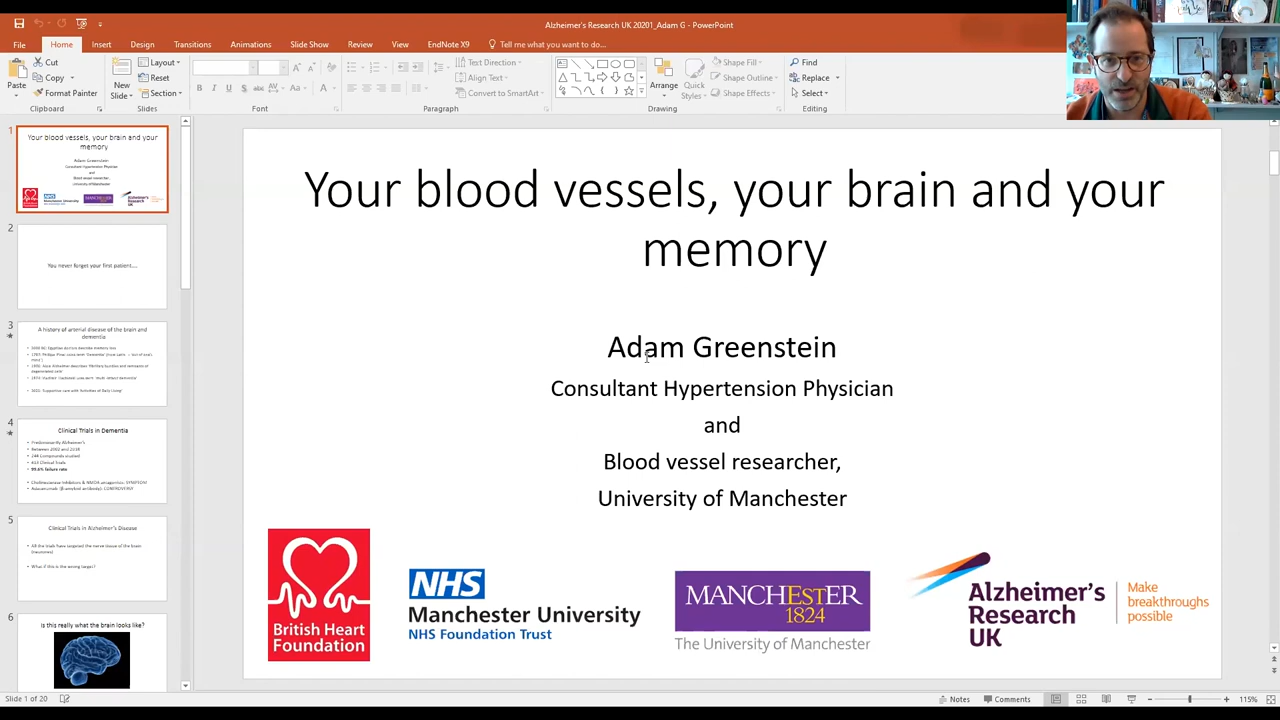 Alzheimer's Research UK 20201_Adam G - PowerPoint
File Home Insert Design Transitions Animations Slide Show Review View EndNote X9 Tell me what you want to do...
Paste
Cut
Copy
Format Painter
Clipboard
New Slide
Layout
Reset
Section
Slides
Font
Text Direction
Align Text
Convert to SmartArt
Paragraph
Arrange
Quick Styles
Shape Fill
Shape Outline
Shape Effects
Drawing
Find
Replace
Select
Editing
1
Your blood vessels, your brain and your
memory
Adam Greenstein
Consultant Hypertension Physician
and
Blood vessel researcher,
University of Manchester
2
You never forget your first patient....
3
A history of arterial disease of the brain and
dementia
4
Clinical Trials in Dementia
Predominantly Alzheimer's
Between 2002 and 2018
244 Compounds studied
413 Clinical Trials
99.6% failure rate
5
Clinical Trials in Alzheimer's Disease
All the trials have targeted the nerve tissue of the brain
(neurones)
What if this is the wrong target?
6
Is this really what the brain looks like?
Your blood vessels, your brain and your
memory
Adam Greenstein
Consultant Hypertension Physician
and
Blood vessel researcher,
University of Manchester
British Heart
Foundation
NHS
Manchester University
NHS Foundation Trust
MANCHESTER
1824
The University of Manchester
Alzheimer's
Research
UK
Make
breakthroughs
possible
Slide 1 of 20
Notes
Comments
115%